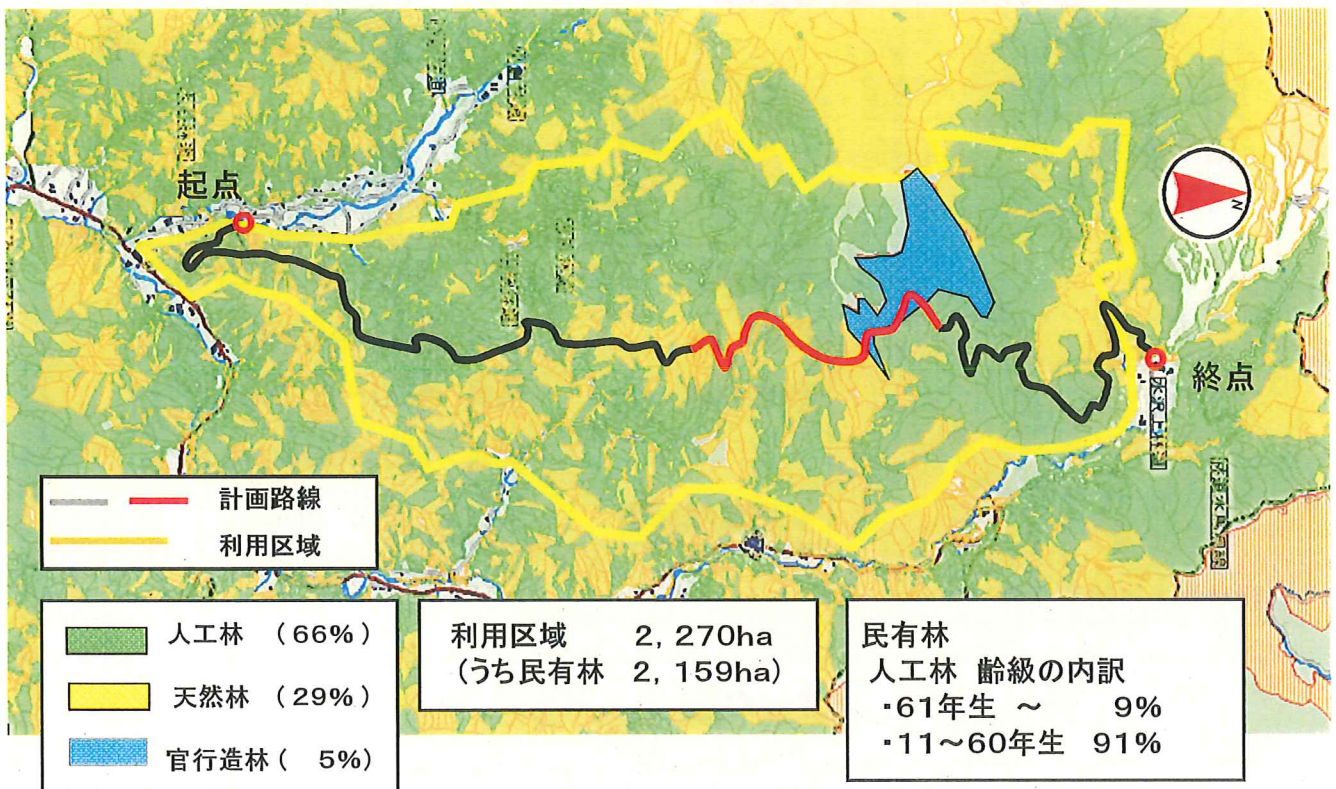 起点
N
終点
計画路線
利用区域
人工林 (66%)
天然林 (29%)
官行造林( 5%)
利用区域 2,270ha
(うち民有林 2,159ha)
民有林
人工林 齢級の内訳
・61年生 ~ 9%
・11~60年生 91%